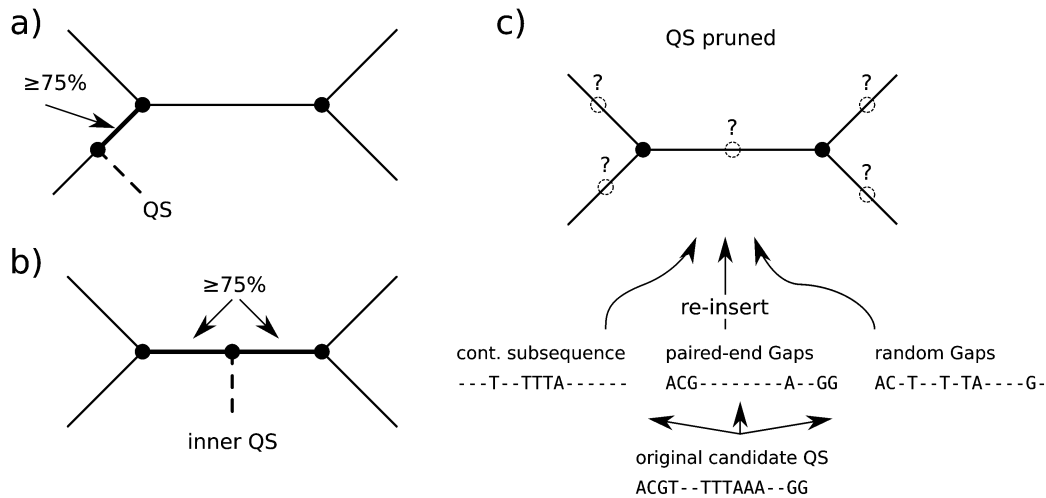 a)
≥75%
QS
b)
≥75%
inner QS
c)
QS pruned
?
?
?
?
?
re-insert
cont. subsequence
---T--TTTA------
paired-end Gaps
ACG--------A--GG
random Gaps
AC-T--T-TA----G-
original candidate QS
ACGT--TTTAAA--GG